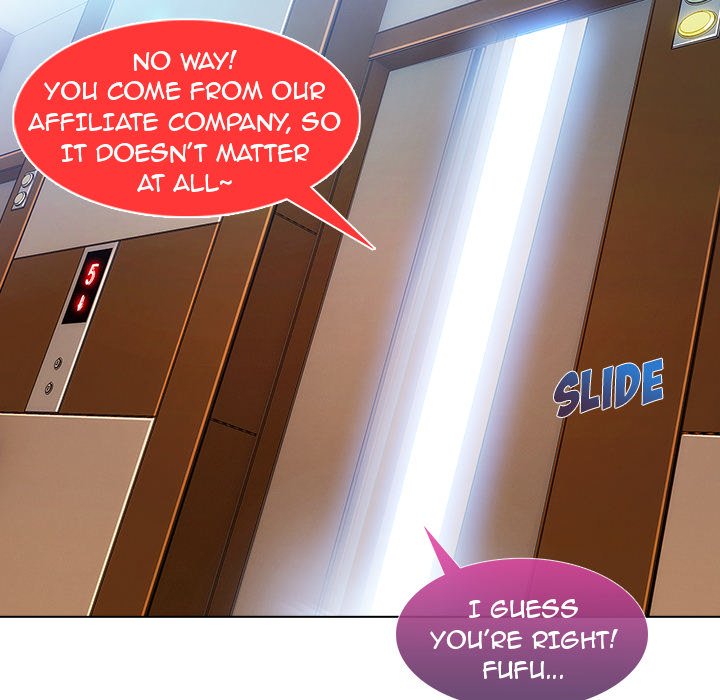 NO WAY!
YOU COME FROM OUR
AFFILIATE COMPANY, SO
IT DOESN'T MATTER
AT ALL~
5
SLIDE
I GUESS
YOU'RE RIGHT!
FUFU...